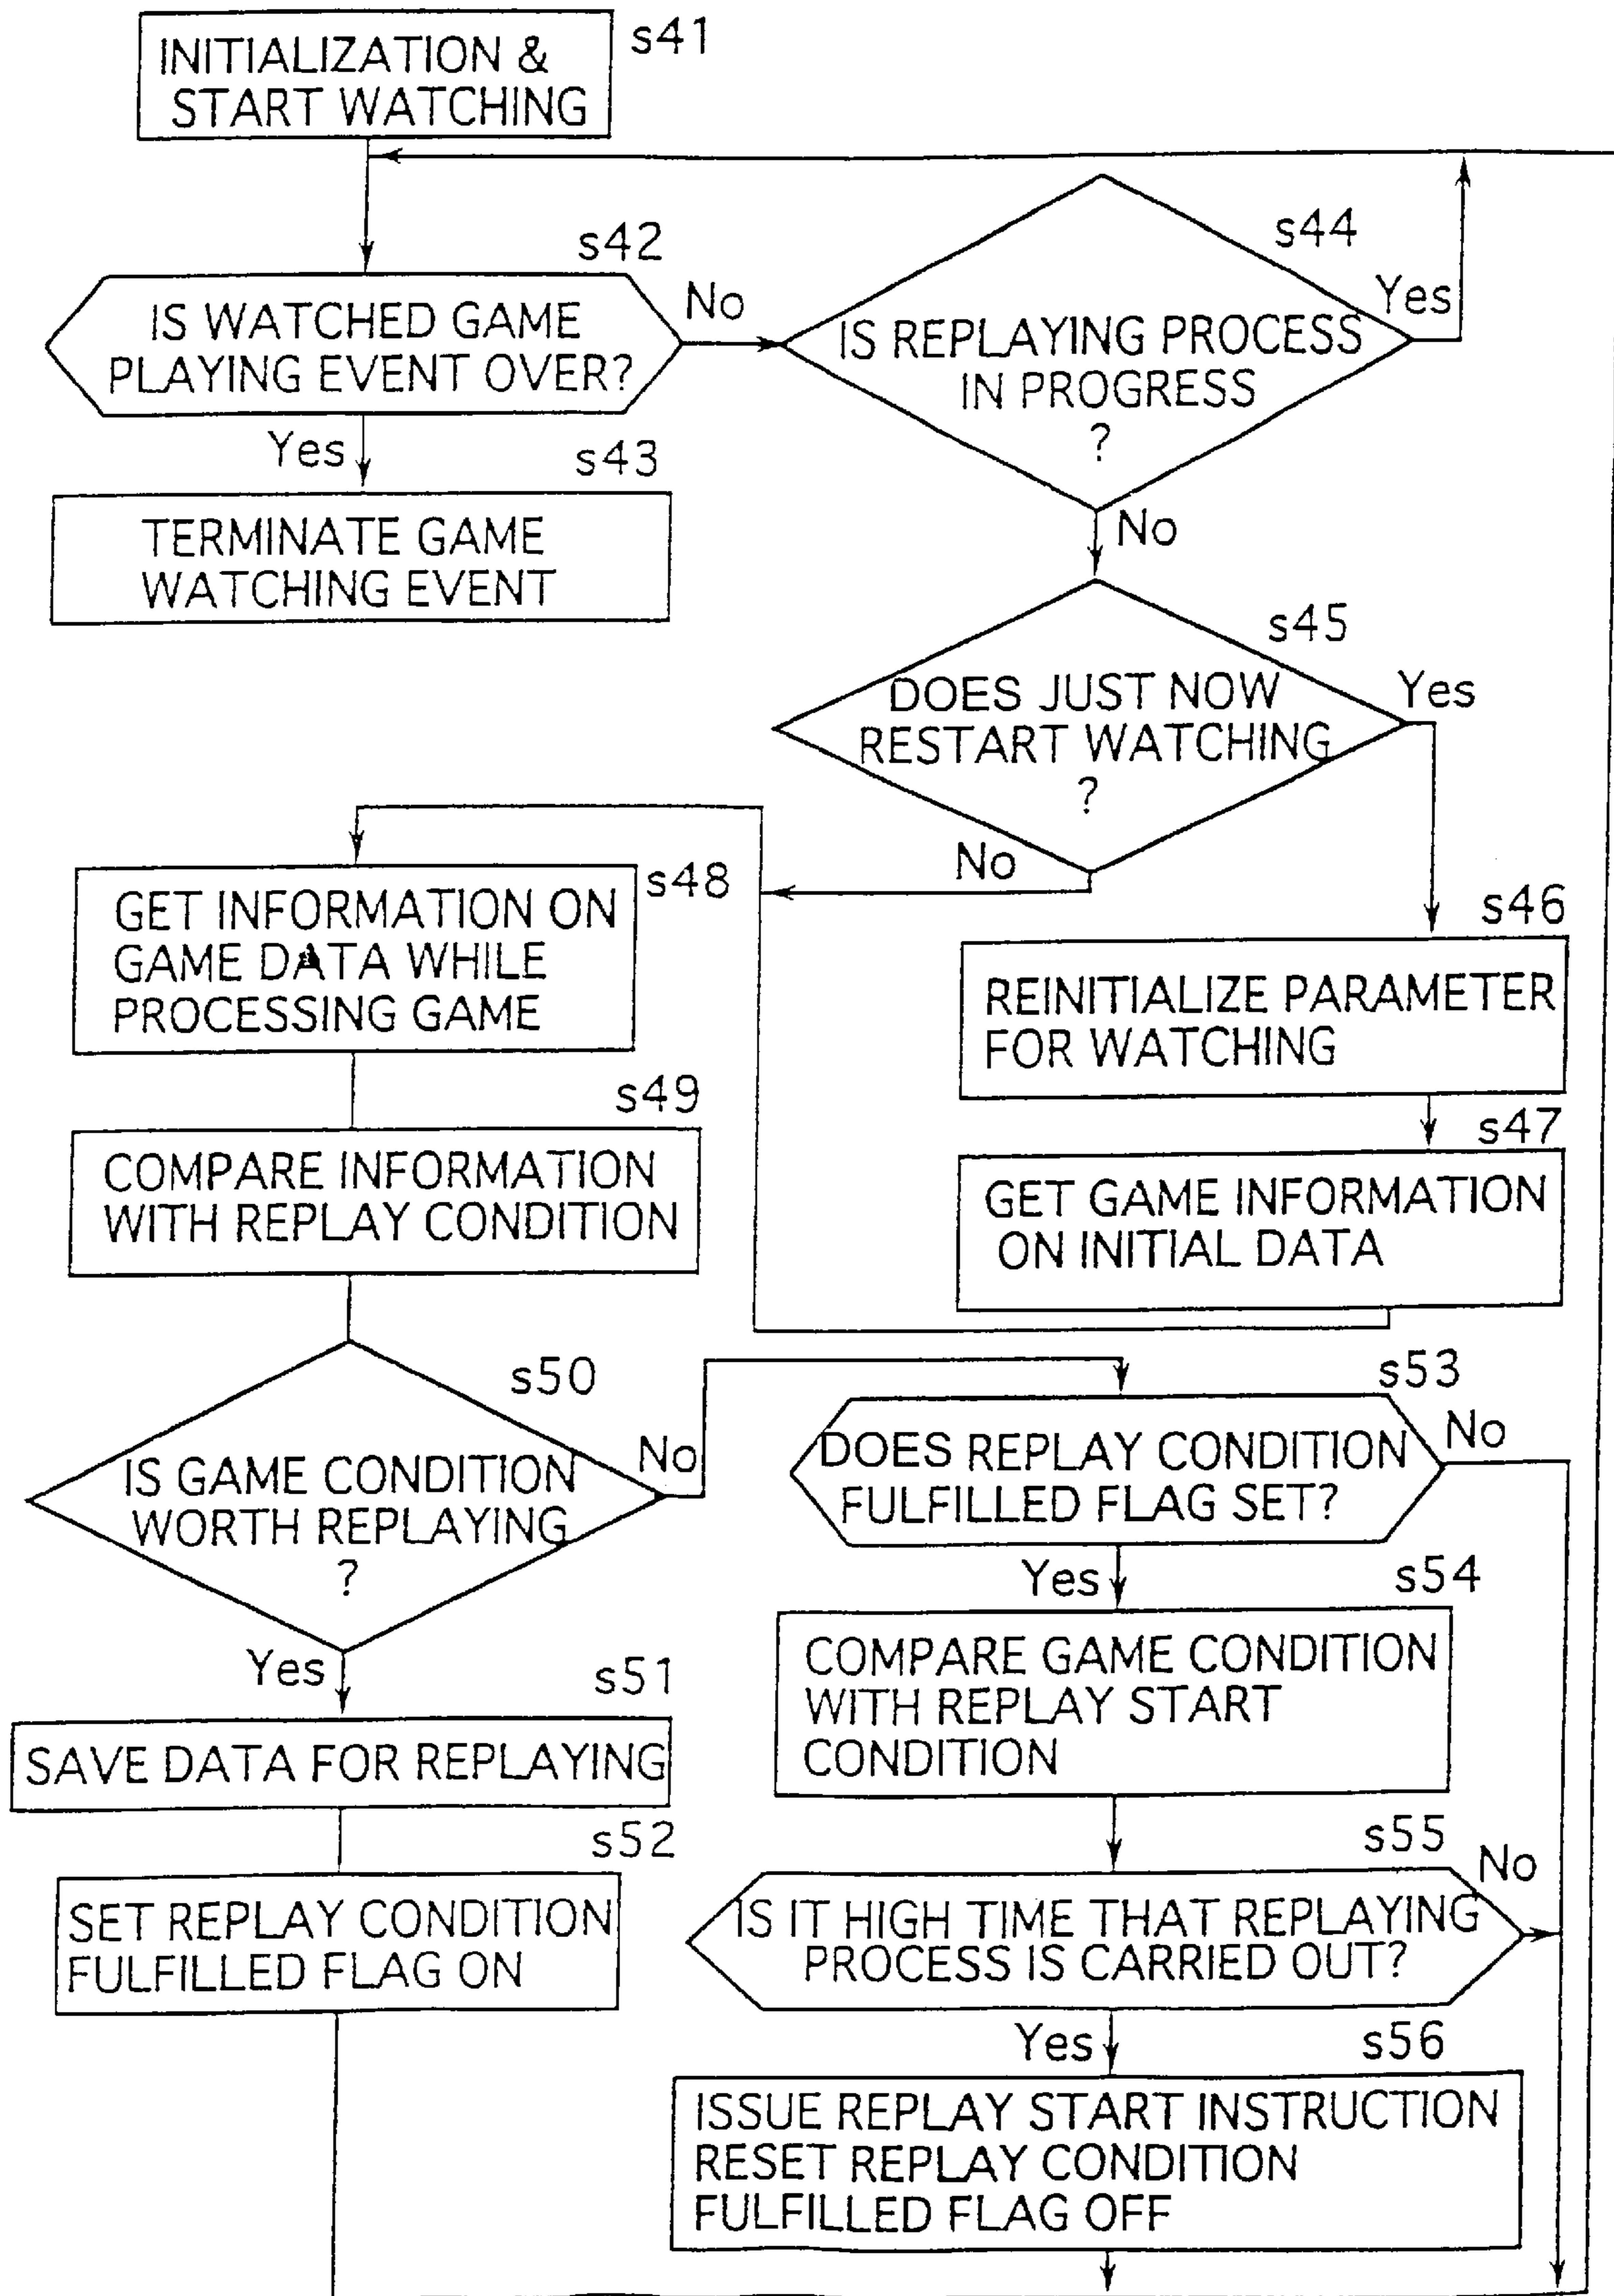 INITIALIZATION &
START WATCHING
s41
s42
IS WATCHED GAME
PLAYING EVENT OVER?
No
Yes
s43
TERMINATE GAME
WATCHING EVENT
s44
IS REPLAYING PROCESS
IN PROGRESS
?
Yes
No
s45
DOES JUST NOW
RESTART WATCHING
?
Yes
No
s46
REINITIALIZE PARAMETER
FOR WATCHING
s47
GET GAME INFORMATION
ON INITIAL DATA
s48
GET INFORMATION ON
GAME DATA WHILE
PROCESSING GAME
s49
COMPARE INFORMATION
WITH REPLAY CONDITION
s50
IS GAME CONDITION
WORTH REPLAYING
?
No
Yes
s51
SAVE DATA FOR REPLAYING
s52
SET REPLAY CONDITION
FULFILLED FLAG ON
s53
DOES REPLAY CONDITION
FULFILLED FLAG SET?
No
Yes
s54
COMPARE GAME CONDITION
WITH REPLAY START
CONDITION
s55
IS IT HIGH TIME THAT REPLAYING
PROCESS IS CARRIED OUT?
No
Yes
s56
ISSUE REPLAY START INSTRUCTION
RESET REPLAY CONDITION
FULFILLED FLAG OFF